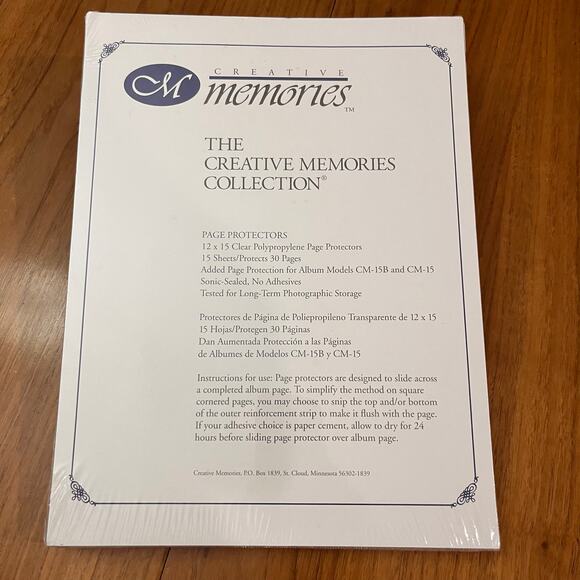 CM
CREATIVE
memories™
THE
CREATIVE MEMORIES
COLLECTION®
PAGE PROTECTORS
12 x 15 Clear Polypropylene Page Protectors
15 Sheets/Protects 30 Pages
Added Page Protection for Album Models CM-15B and CM-15
Sonic-Sealed, No Adhesives
Tested for Long-Term Photographic Storage
Protectores de Página de Poliepropileno Transparente de 12 x 15
15 Hojas/Protegen 30 Páginas
Dan Aumentada Protección a las Páginas
de Albumes de Modelos CM-15B y CM-15
Instructions for use: Page protectors are designed to slide across
a completed album page. To simplify the method on square
cornered pages, you may choose to snip the top and/or bottom
of the outer reinforcement strip to make it flush with the page.
If your adhesive choice is paper cement, allow to dry for 24
hours before sliding page protector over album page.
Creative Memories, P.O. Box 1839, St. Cloud, Minnesota 56302-1839